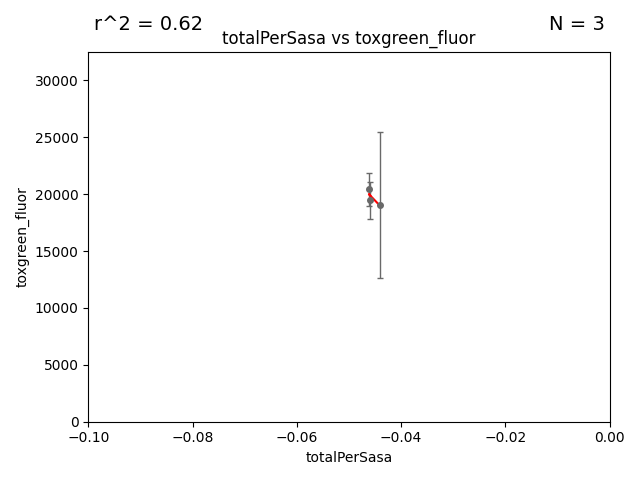 r^2 = 0.62
N = 3
totalPerSasa vs toxgreen_fluor
30000
25000
20000
15000
10000
5000
0
toxgreen_fluor
−0.10
−0.08
−0.06
−0.04
−0.02
0.00
totalPerSasa